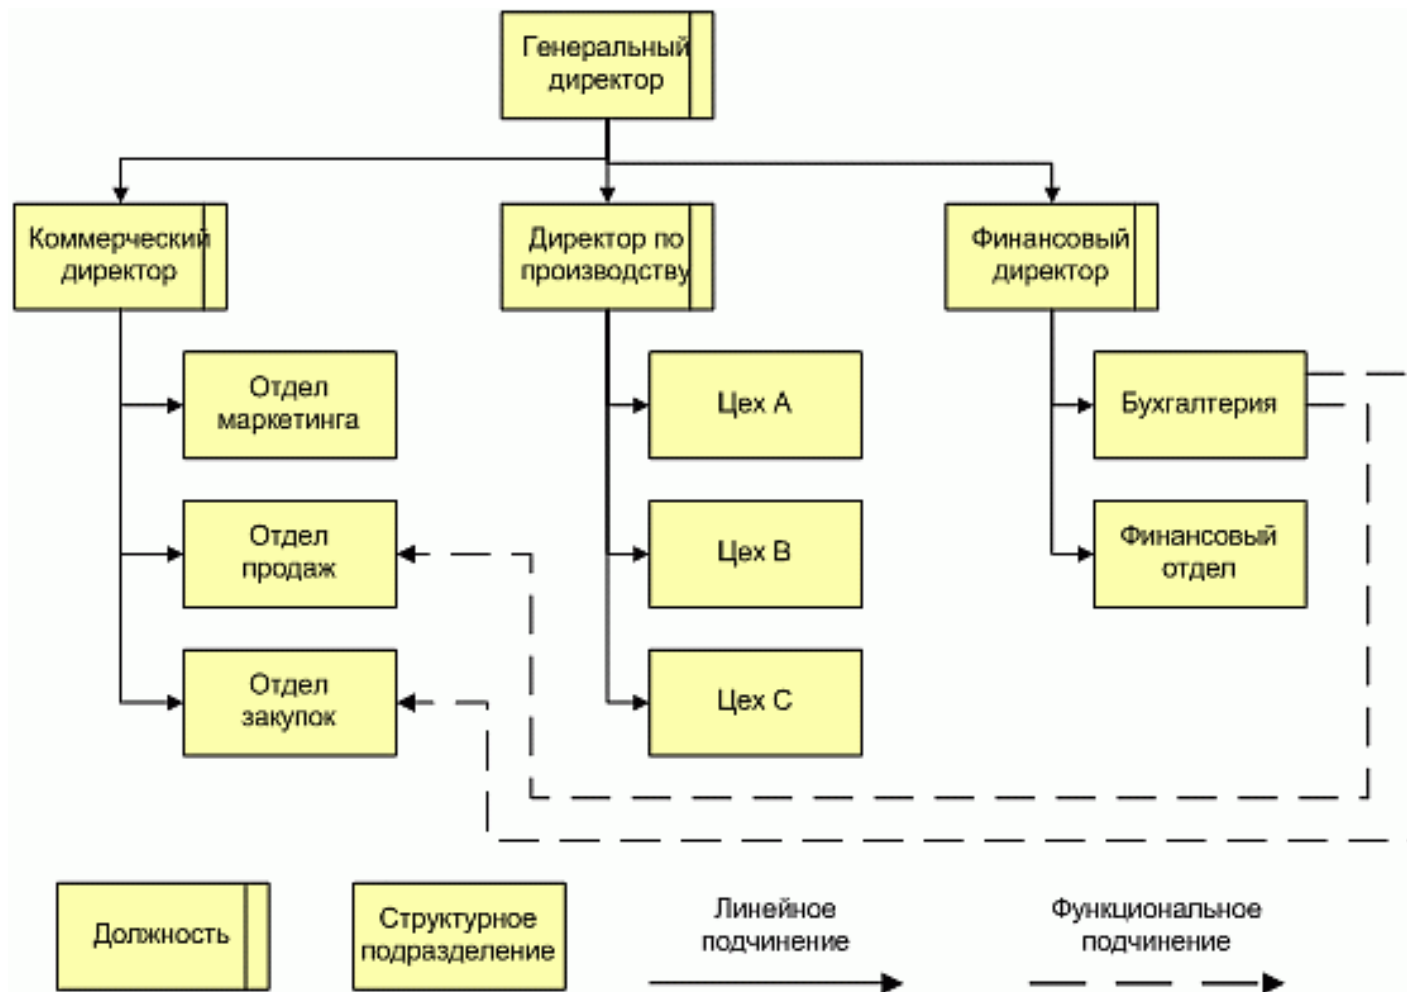 Генеральный
директор
Коммерческий
директор
Директор по
производству
Финансовый
директор
Отдел
маркетинга
Цех А
Бухгалтерия
Отдел
продаж
Цех В
Финансовый
отдел
Отдел
закупок
Цех С
Должность
Структурное
подразделение
Линейное
подчинение
Функциональное
подчинение